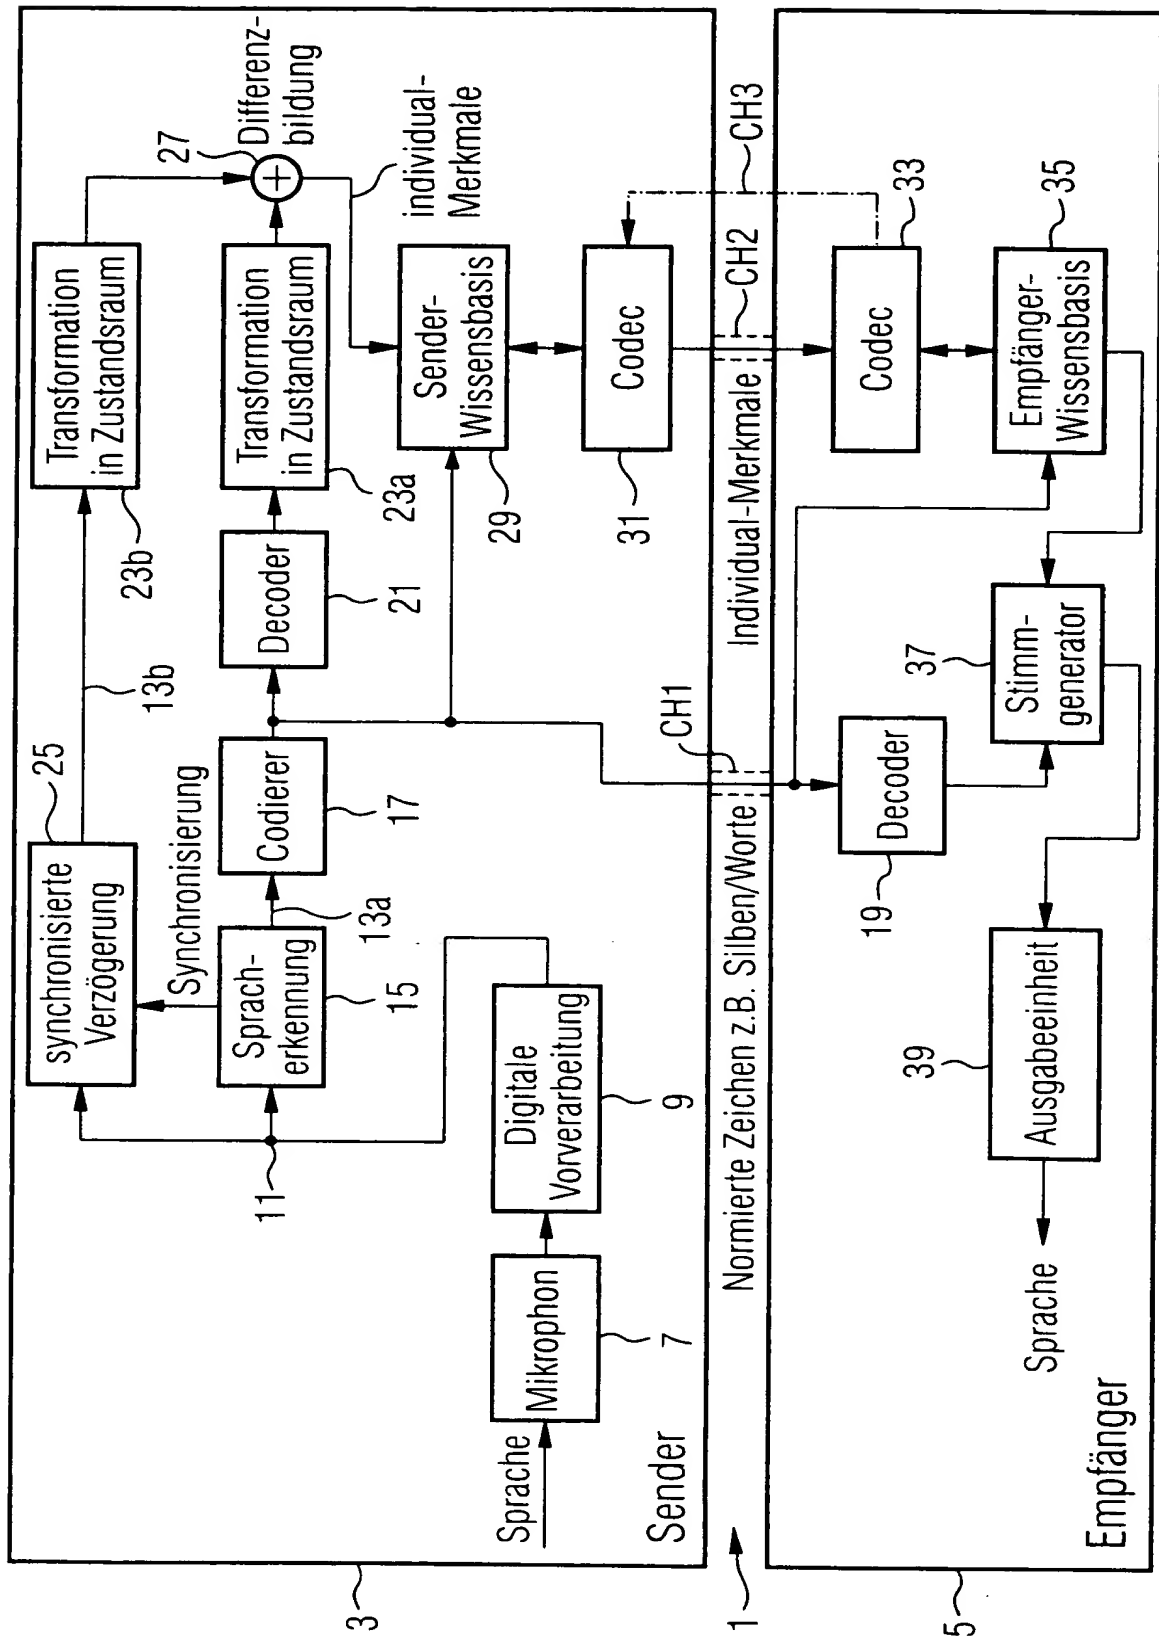 3
Sender
Sprache
Mikrophon
7
Digitale
Vorverarbeitung
9
11
synchronisierte
Verzögerung
25
Synchronisierung
Sprach-
erkennung
15
13a
13b
Codierer
17
Decoder
21
Transformation
in Zustandsraum
23b
Transformation
in Zustandsraum
23a
27
Differenz-
bildung
individual-
Merkmale
Sender-
Wissensbasis
29
Codec
31
1
Normierte Zeichen z.B. Silben/Worte
CH1
Individual-Merkmale
CH2
CH3
5
Empfänger
Sprache
Ausgabeeinheit
39
Decoder
19
Stimm-
generator
37
Codec
33
Empfänger-
Wissensbasis
35